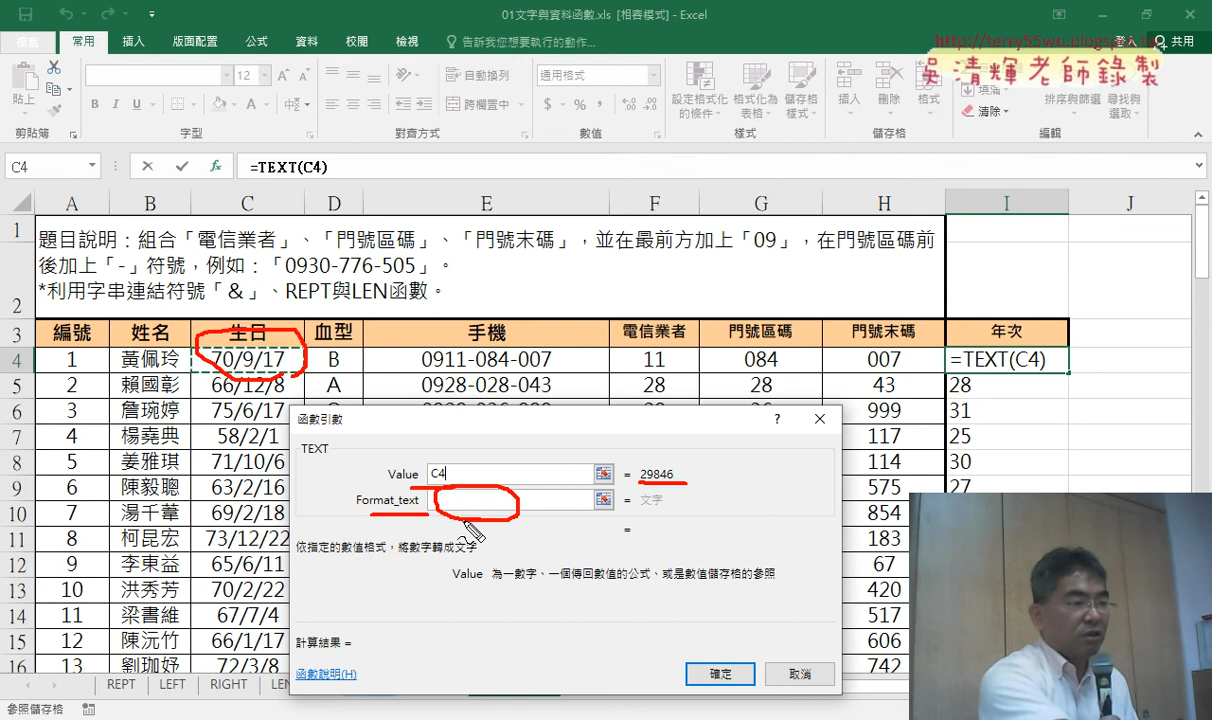 01文字與資料函數.xls [相容模式] - Excel
檔案 常用 插入 版面配置 公式 資料 校閱 檢視 告訴我您想要執行的動作... 登入 共用
http://terry55wu.blogspot.tw
吳清輝老師錄製
貼上 12 自動換列 通用格式 設定格式化的條件 格式化為表格 儲存格樣式 插入 刪除 格式 填滿 清除 排序與篩選 尋找與選取
B I U A 中 跨欄置中 $ % ,
剪貼簿 字型 對齊方式 數值 樣式 儲存格 編輯
C4 fx =TEXT(C4)
A B C D E F G H I J
1 題目說明：組合「電信業者」、「門號區碼」、「門號末碼」，並在最前方加上「09」，在門號區碼前
後加上「-」符號，例如：「0930-776-505」。
2 *利用字串連結符號「&」、REPT與LEN函數。
3 編號 姓名 生日 血型 手機 電信業者 門號區碼 門號末碼 年次
4 1 黃佩玲 70/9/17 B 0911-084-007 11 084 007 =TEXT(C4)
5 2 賴國彰 66/12/8 A 0928-028-043 28 28 43 28
6 3 詹琬婷 75/6/17 999 31
7 4 楊堯典 58/2/1 117 25
8 5 姜雅琪 71/10/6 114 30
9 6 陳毅聰 63/2/16 575 27
10 7 湯千葦 69/2/18 854
11 8 柯昆宏 73/12/22 183
12 9 李東益 65/6/11 67
13 10 洪秀芳 70/2/22 420
14 11 梁書維 67/7/4 517
15 12 陳沅竹 66/1/17 606
16 13 劉珈妤 72/3/8 742
函數引數 ?
TEXT
Value C4 = 29846
Format_text = 文字
=
依指定的數值格式，將數字轉成文字
Value 為一數字、一個傳回數值的公式、或是數值儲存格的參照
計算結果 =
函數說明(H) 確定 取消
REPT LEFT RIGHT
參照儲存格